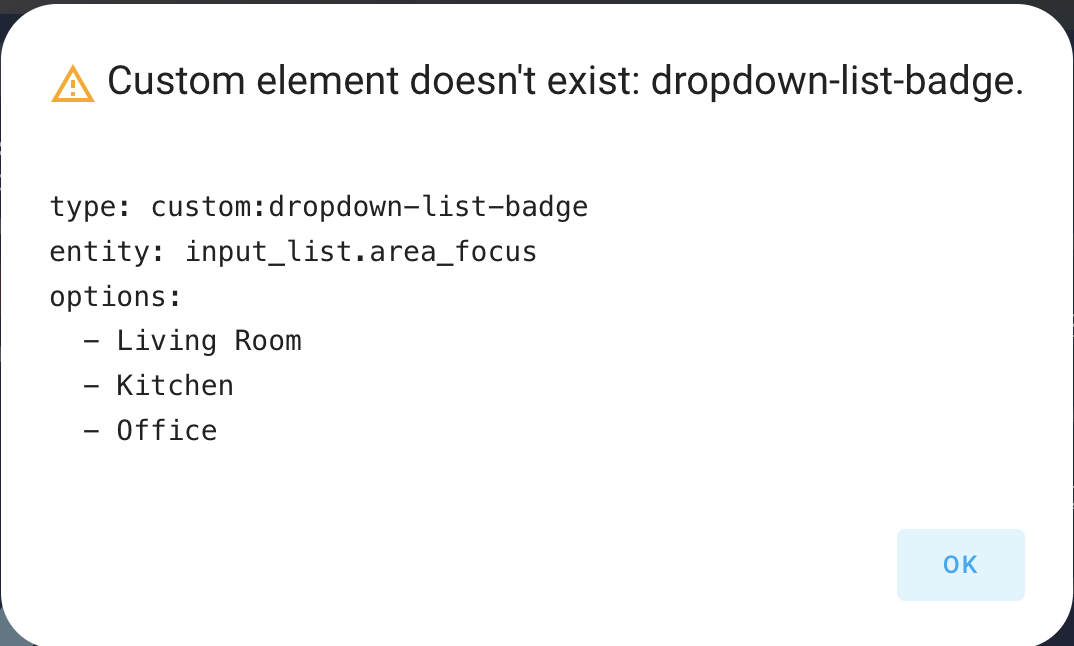 Custom element doesn't exist: dropdown-list-badge.
type: custom:dropdown-list-badge
entity: input_list.area_focus
options:
  - Living Room
  - Kitchen
  - Office
OK